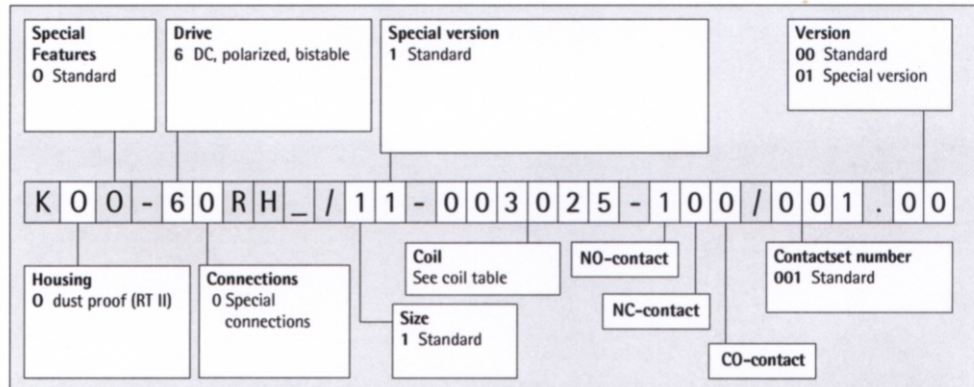 Special
Features
0 Standard
Drive
6 DC, polarized, bistable
Special version
1 Standard
Version
00 Standard
01 Special version
K O O - 6 0 R H _ / 1 1 - 0 0 3 0 2 5 - 1 0 0 / 0 0 1 . 0 0
Housing
0 dust proof (RT II)
Connections
0 Special
connections
Coil
See coil table
Size
1 Standard
NO-contact
NC-contact
CO-contact
Contactset number
001 Standard